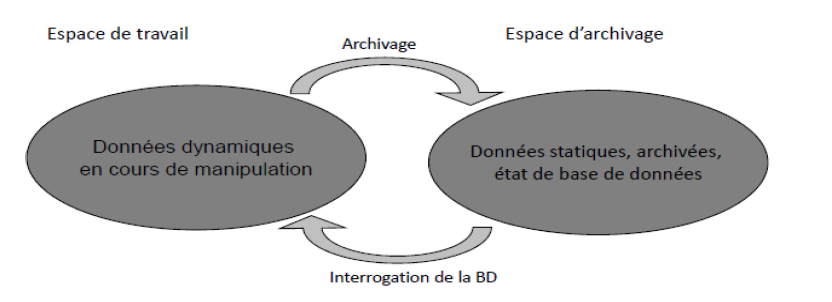 Espace de travail
Espace d’archivage
Archivage
Données dynamiques
en cours de manipulation
Données statiques, archivées,
état de base de données
Interrogation de la BD